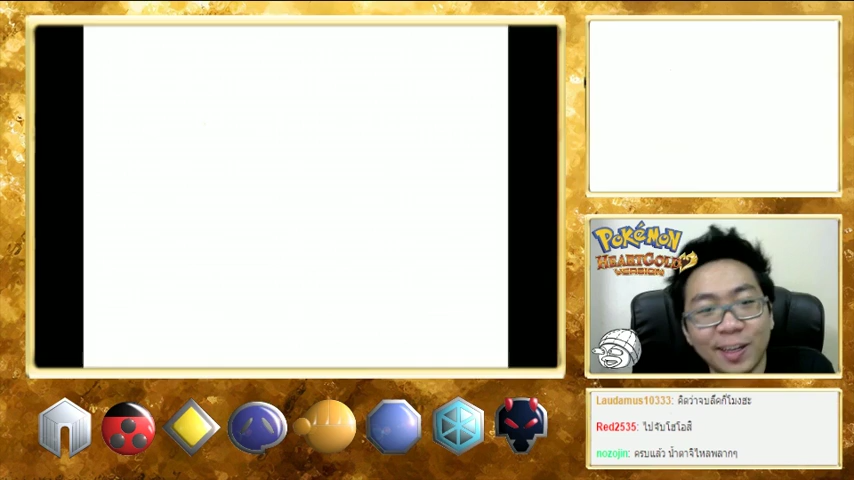 POKéMON
HEARTGOLD
VERSION
Laudamus10333: คิดว่าจบลีคกี่โมงฮะ
Red2535: ไปจับโฮโอสิ
nozojin: ครบแล้ว น้ำตาจิไหลพลากๆ